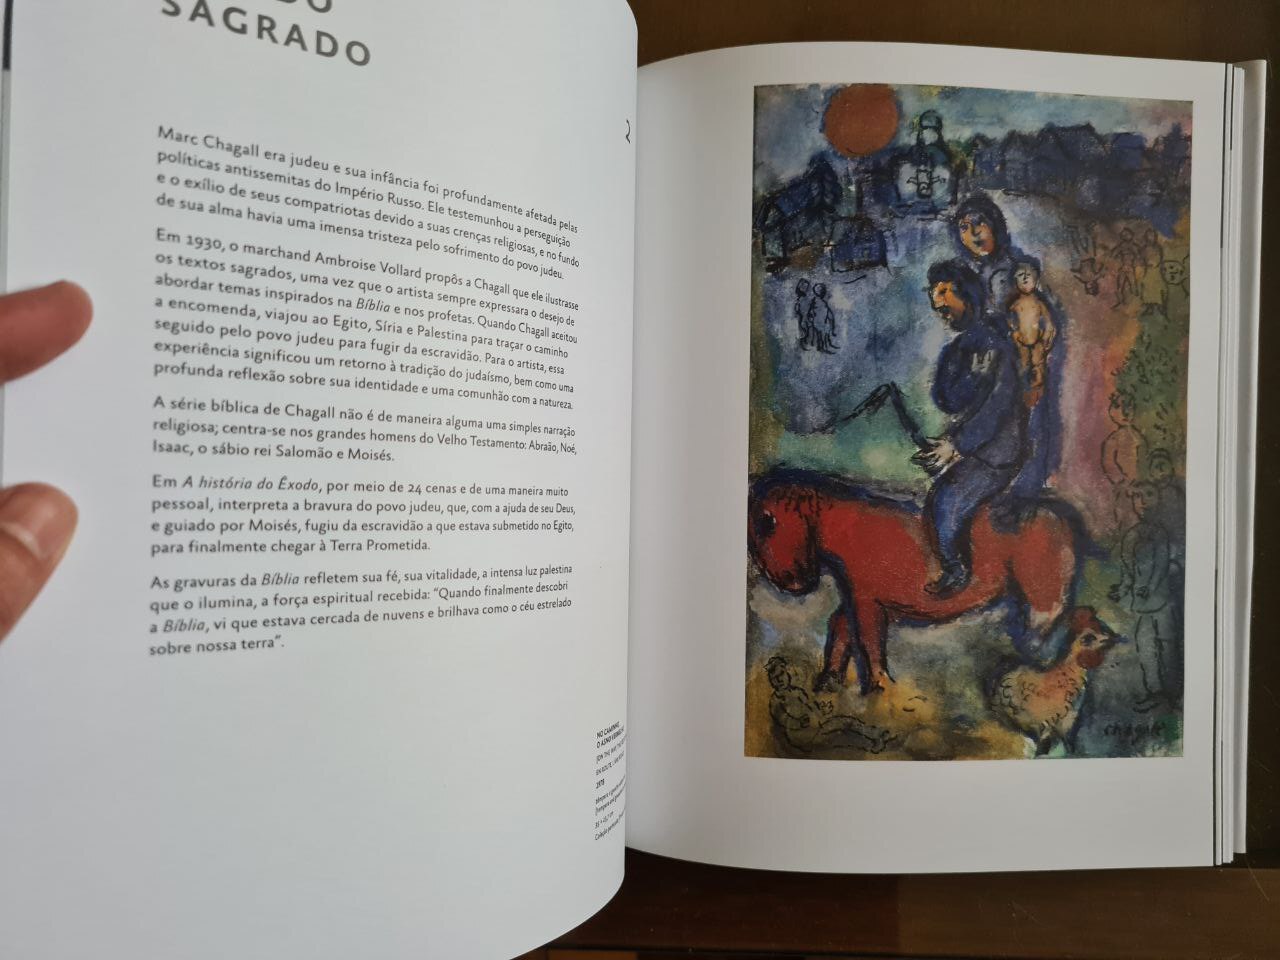 SAGRADO
2
Marc Chagall era judeu e sua infância foi profundamente afetada pelas
políticas antissemitas do Império Russo. Ele testemunhou a perseguição
e o exílio de seus compatriotas devido a suas crenças religiosas, e no fundo
de sua alma havia uma imensa tristeza pelo sofrimento do povo judeu.
Em 1930, o marchand Ambroise Vollard propôs a Chagall que ele ilustrasse
os textos sagrados, uma vez que o artista sempre expressara o desejo de
abordar temas inspirados na Bíblia e nos profetas. Quando Chagall aceitou
a encomenda, viajou ao Egito, Síria e Palestina para traçar o caminho
seguido pelo povo judeu para fugir da escravidão. Para o artista, essa
experiência significou um retorno à tradição do judaísmo, bem como uma
profunda reflexão sobre sua identidade e uma comunhão com a natureza.
A série bíblica de Chagall não é de maneira alguma uma simples narração
religiosa; centra-se nos grandes homens do Velho Testamento: Abraão, Noé,
Isaac, o sábio rei Salomão e Moisés.
Em A história do Êxodo, por meio de 24 cenas e de uma maneira muito
pessoal, interpreta a bravura do povo judeu, que, com a ajuda de seu Deus,
e guiado por Moisés, fugiu da escravidão a que estava submetido no Egito,
para finalmente chegar à Terra Prometida.
As gravuras da Bíblia refletem sua fé, sua vitalidade, a intensa luz palestina
que o ilumina, a força espiritual recebida: “Quando finalmente descobri
a Bíblia, vi que estava cercada de nuvens e brilhava como o céu estrelado
sobre nossa terra”.
NO CAMINHO,
O ASNO VERMELHO
1978
Chagall